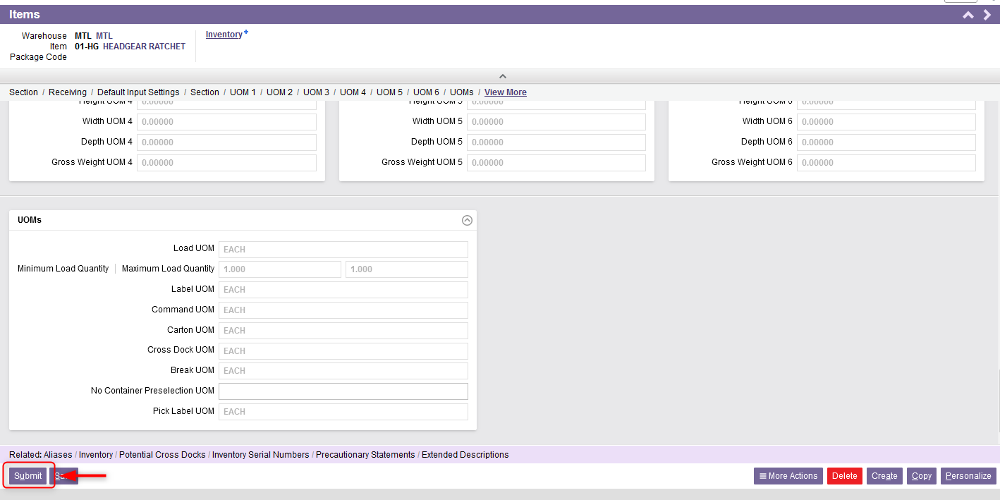 Items
Warehouse MTL MTL
Item 01-HG HEADGEAR RATCHET
Package Code
Inventory+
Section / Receiving / Default Input Settings / Section / UOM 1 / UOM 2 / UOM 3 / UOM 4 / UOM 5 / UOM 6 / UOMs / View More
Height UOM 4 0.00000 Height UOM 5 0.00000 Height UOM 6 0.00000
Width UOM 4 0.00000 Width UOM 5 0.00000 Width UOM 6 0.00000
Depth UOM 4 0.00000 Depth UOM 5 0.00000 Depth UOM 6 0.00000
Gross Weight UOM 4 0.00000 Gross Weight UOM 5 0.00000 Gross Weight UOM 6 0.00000
UOMs
Load UOM EACH
Minimum Load Quantity | Maximum Load Quantity 1.000 1.000
Label UOM EACH
Command UOM EACH
Carton UOM EACH
Cross Dock UOM EACH
Break UOM EACH
No Container Preselection UOM
Pick Label UOM EACH
Related: Aliases / Inventory / Potential Cross Docks / Inventory Serial Numbers / Precautionary Statements / Extended Descriptions
Submit More Actions Delete Create Copy Personalize